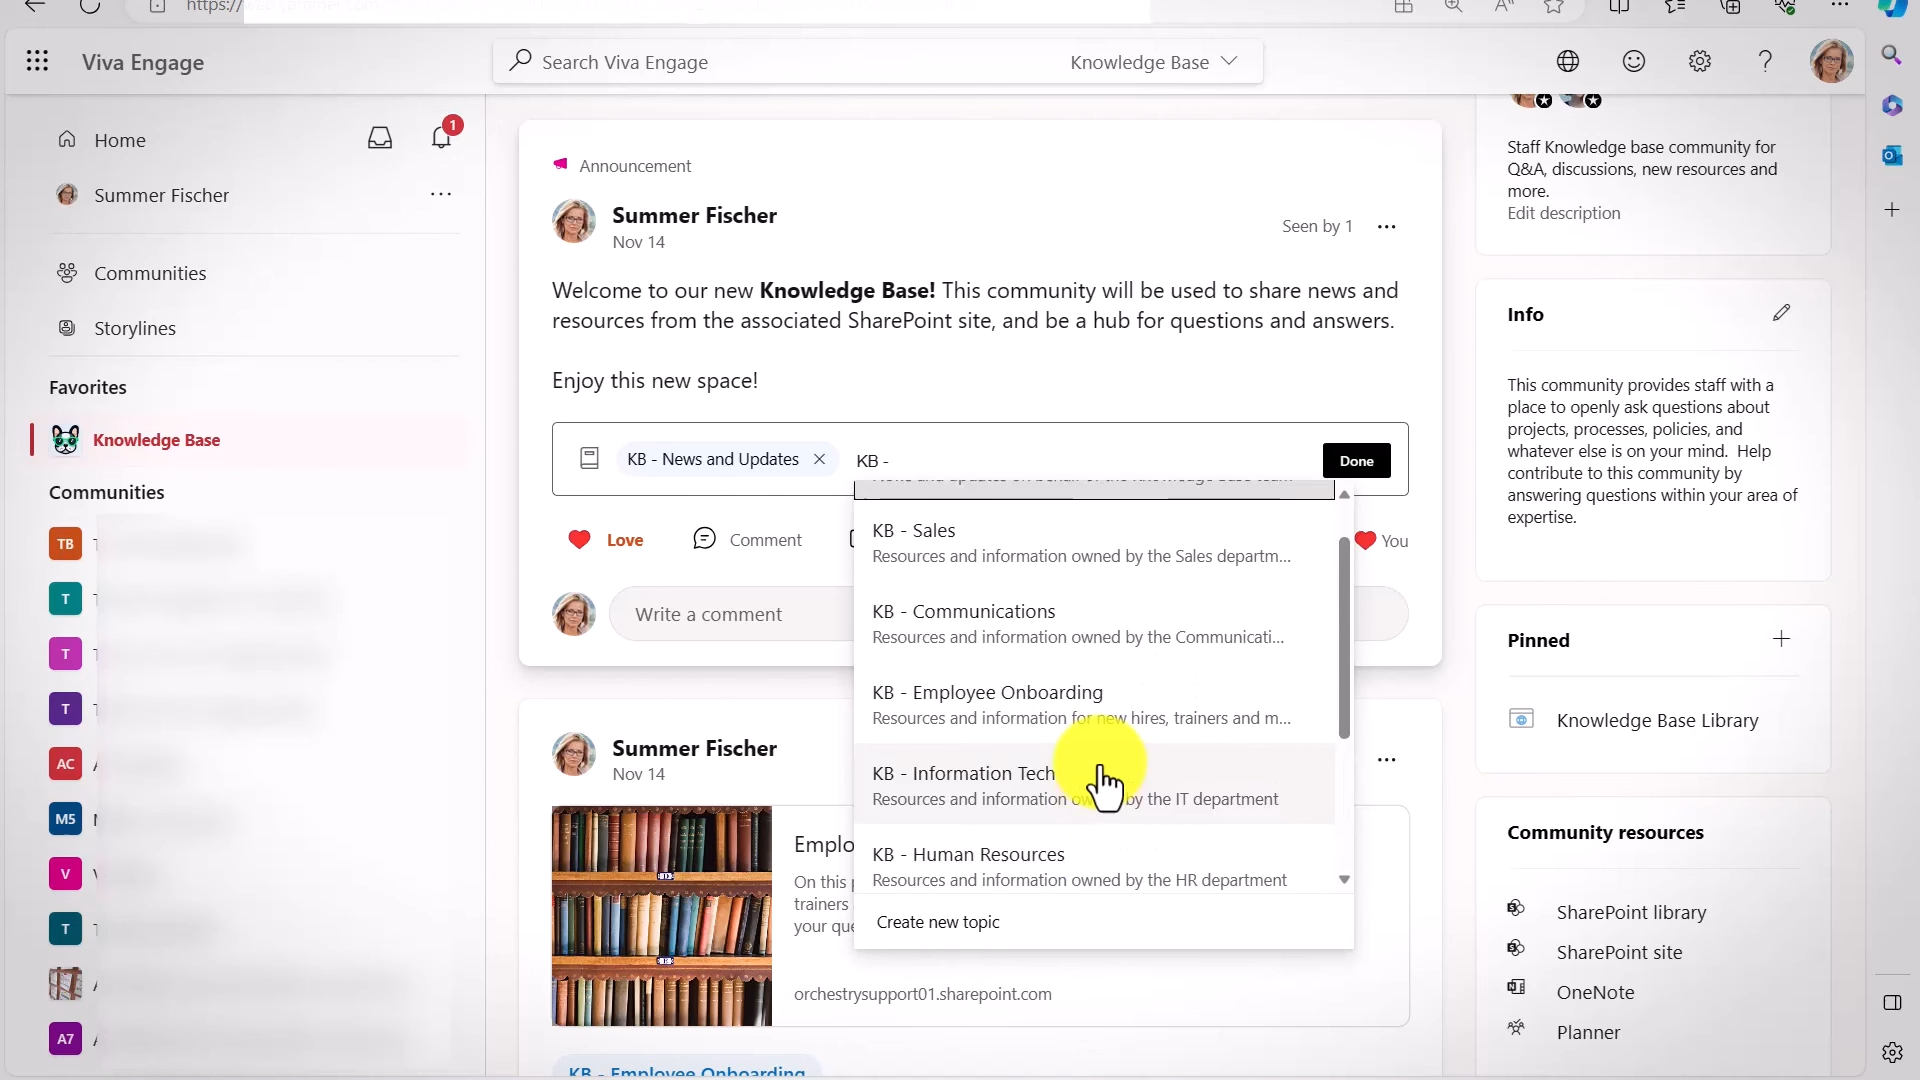 https://
Viva Engage
Search Viva Engage
Knowledge Base
Home
1
Summer Fischer
Communities
Storylines
Favorites
Knowledge Base
Communities
TB
T
T
T
AC
M5
V
T
A7
Announcement
Summer Fischer
Nov 14
Seen by 1
Welcome to our new Knowledge Base! This community will be used to share news and
resources from the associated SharePoint site, and be a hub for questions and answers.
Enjoy this new space!
KB - News and Updates
KB -
Done
KB - Sales
Resources and information owned by the Sales departm...
KB - Communications
Resources and information owned by the Communicati...
KB - Employee Onboarding
Resources and information for new hires, trainers and m...
KB - Information Tech
Resources and information by the IT department
KB - Human Resources
Resources and information owned by the HR department
Create new topic
Love
Comment
You
Write a comment
Summer Fischer
Nov 14
Emplo
On this
trainers
your que
orchestrysupport01.sharepoint.com
KB - Employee Onboarding
Staff Knowledge base community for
Q&A, discussions, new resources and
more.
Edit description
Info
This community provides staff with a
place to openly ask questions about
projects, processes, policies, and
whatever else is on your mind. Help
contribute to this community by
answering questions within your area of
expertise.
Pinned
Knowledge Base Library
Community resources
SharePoint library
SharePoint site
OneNote
Planner